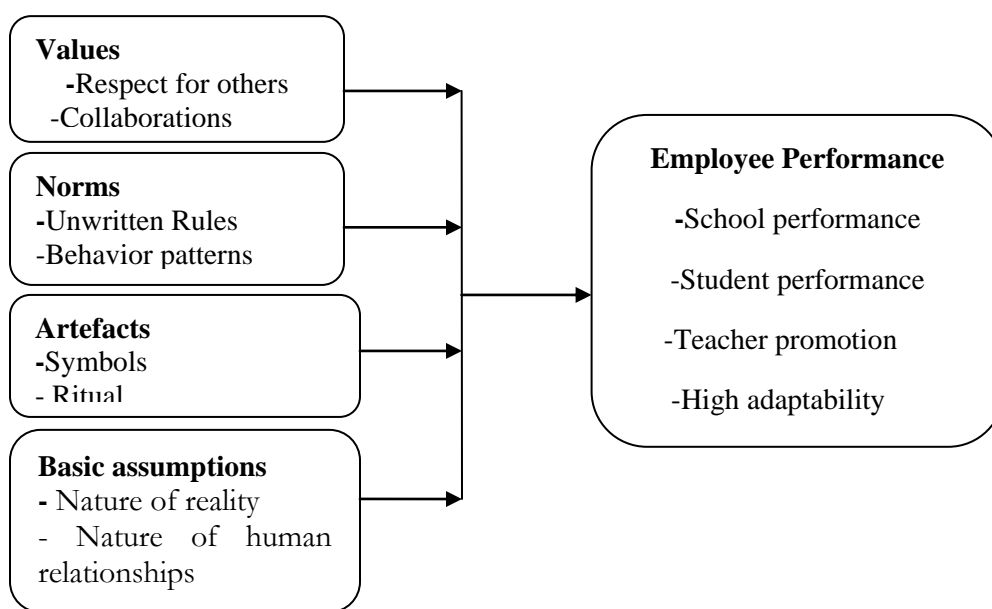 Values
-Respect for others
-Collaborations
Norms
-Unwritten Rules
-Behavior patterns
Artefacts
-Symbols
- Ritual
Basic assumptions
- Nature of reality
- Nature of human
relationships
Employee Performance
-School performance
-Student performance
-Teacher promotion
-High adaptability